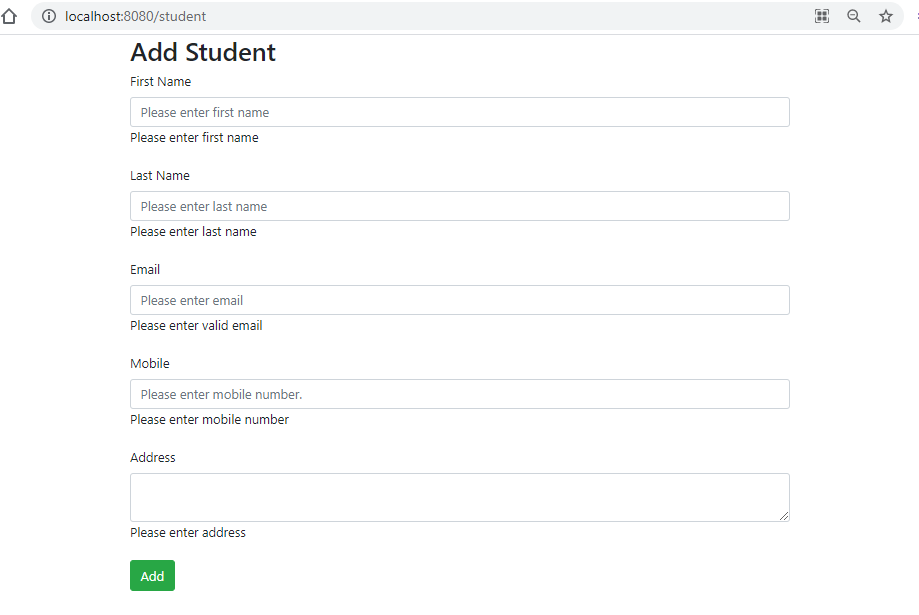 localhost:8080/student
Add Student
First Name
Please enter first name
Please enter first name
Last Name
Please enter last name
Please enter last name
Email
Please enter email
Please enter valid email
Mobile
Please enter mobile number.
Please enter mobile number
Address
Please enter address
Add